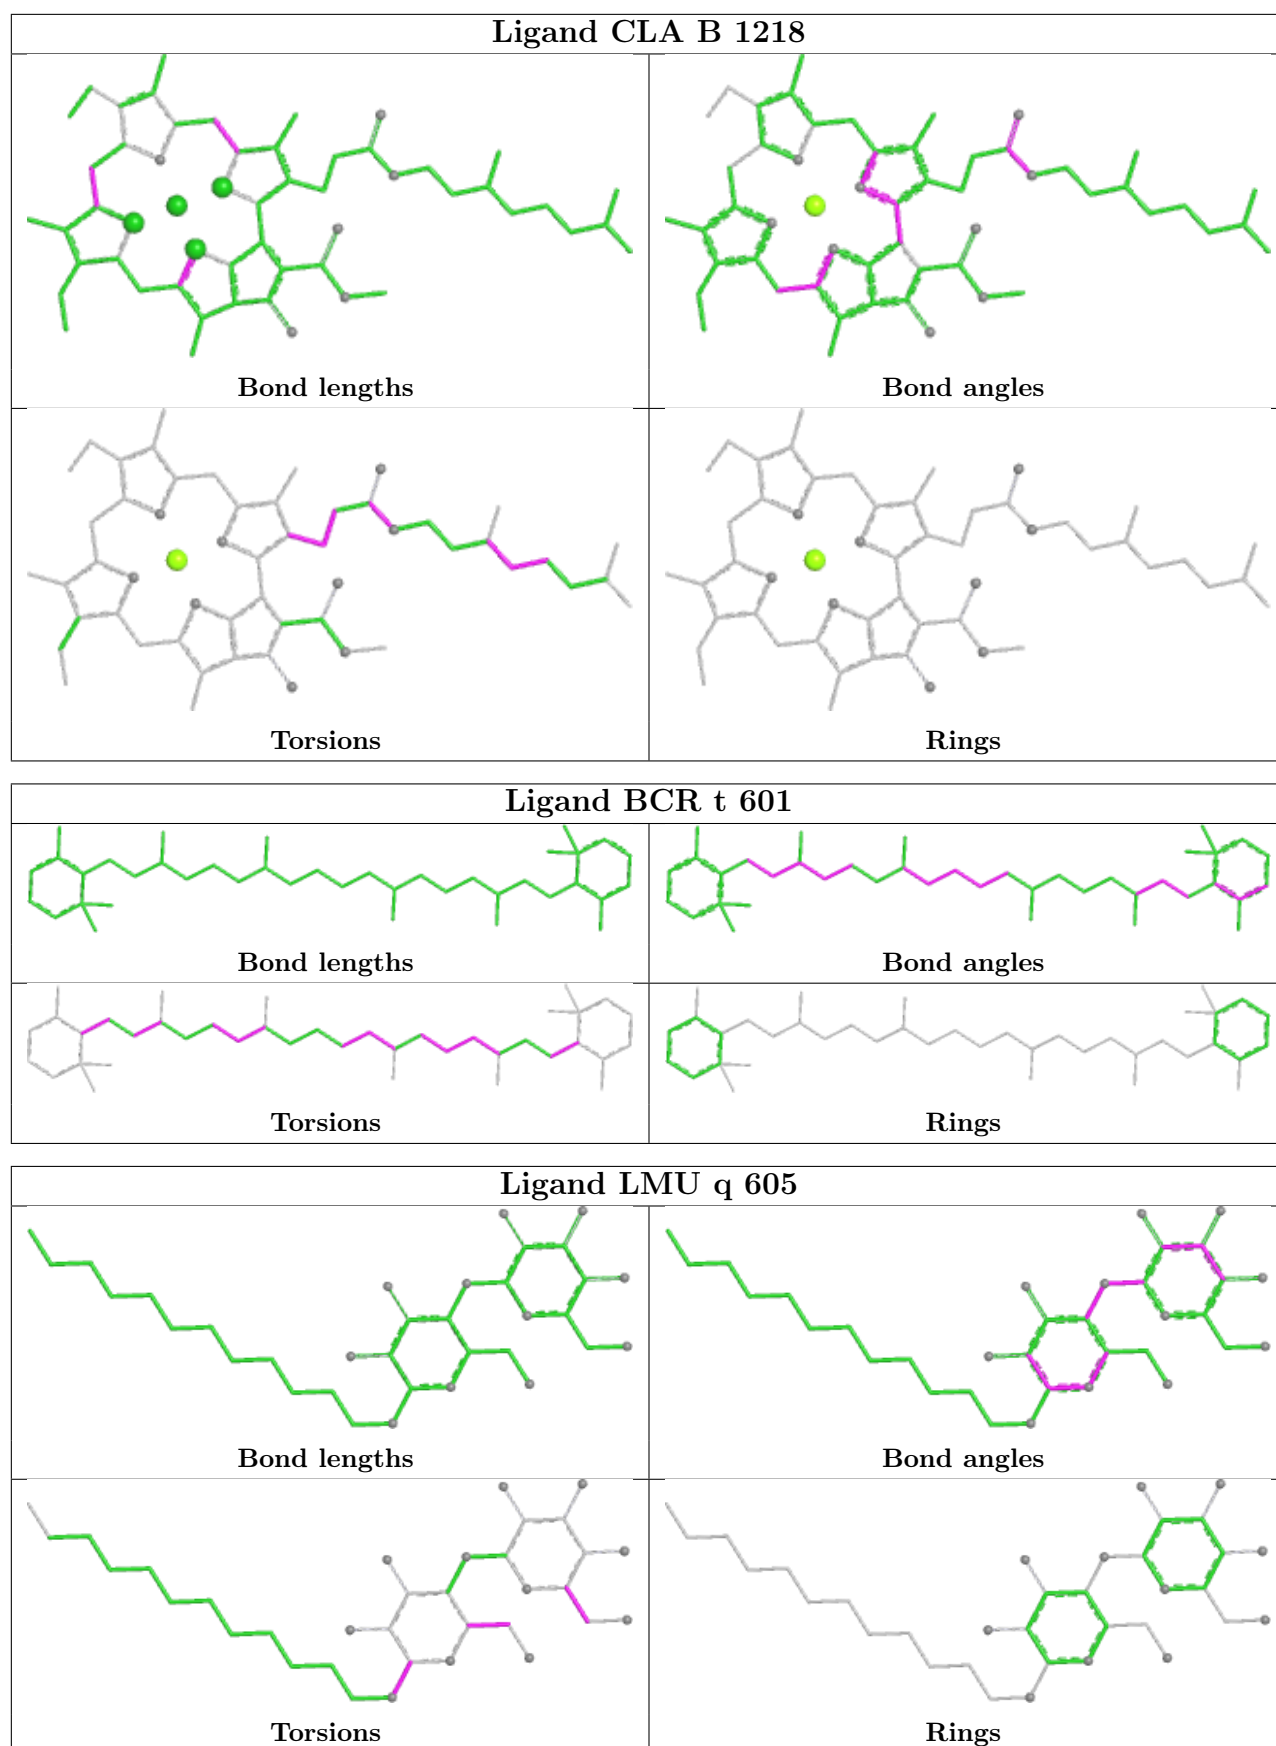 Ligand CLA B 1218
Bond lengths
Bond angles
Torsions
Rings
Ligand BCR t 601
Bond lengths
Bond angles
Torsions
Rings
Ligand LMU q 605
Bond lengths
Bond angles
Torsions
Rings